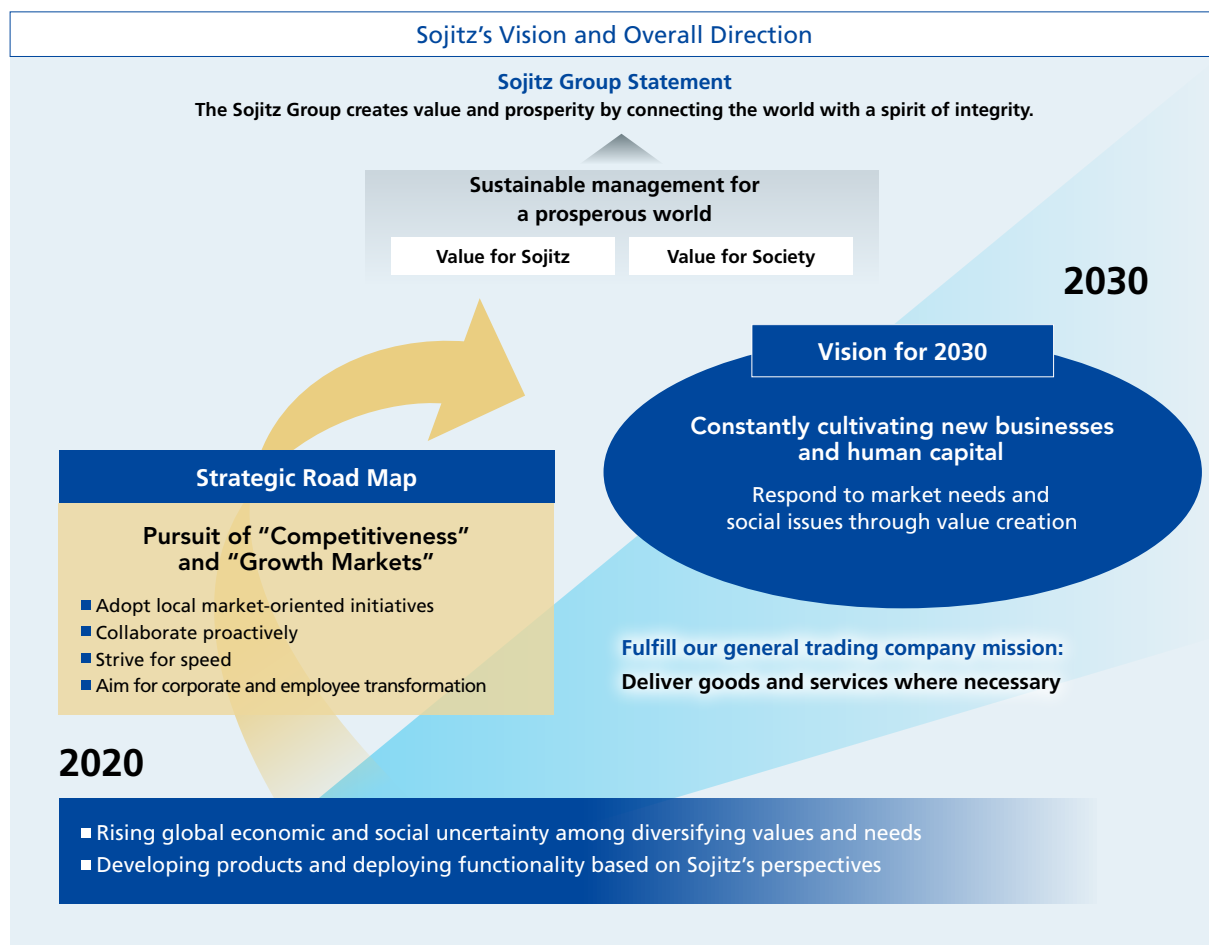 Sojitz’s Vision and Overall Direction
Sojitz Group Statement
The Sojitz Group creates value and prosperity by connecting the world with a spirit of integrity.
Sustainable management for
a prosperous world
Value for Sojitz
Value for Society
2030
Vision for 2030
Constantly cultivating new businesses
and human capital
Respond to market needs and
social issues through value creation
Strategic Road Map
Pursuit of “Competitiveness”
and “Growth Markets”
■ Adopt local market-oriented initiatives
■ Collaborate proactively
■ Strive for speed
■ Aim for corporate and employee transformation
Fulfill our general trading company mission:
Deliver goods and services where necessary
2020
■ Rising global economic and social uncertainty among diversifying values and needs
■ Developing products and deploying functionality based on Sojitz’s perspectives